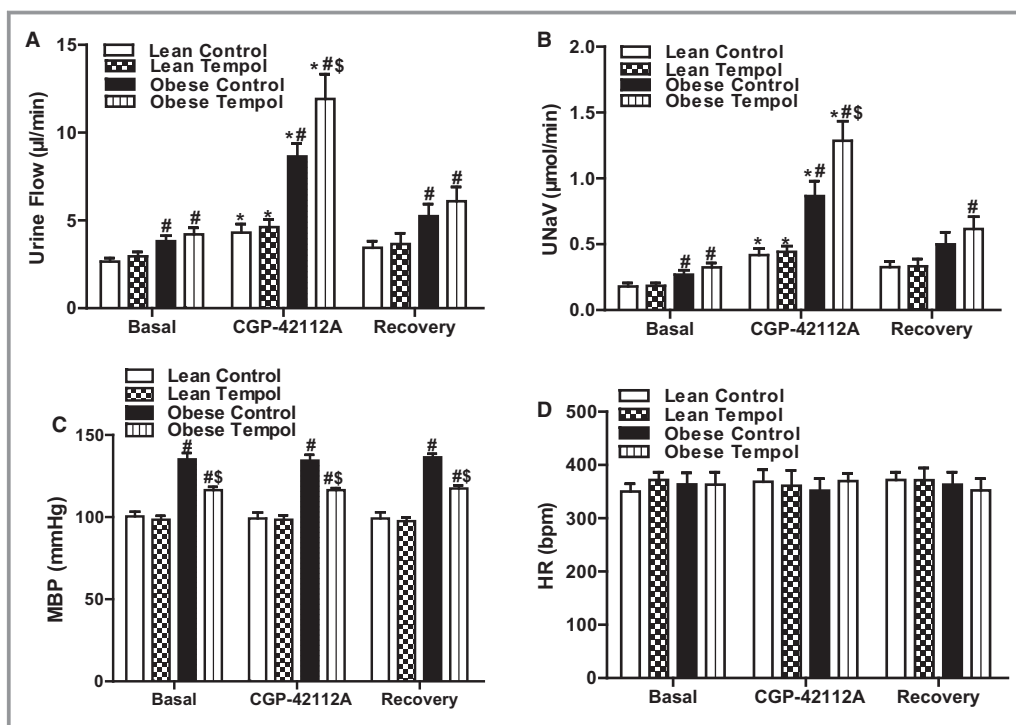 A
Lean Control
Lean Tempol
Obese Control
Obese Tempol
Urine Flow (µl/min)
15
10
5
0
# #
* *
*#
*#$
# #
Basal CGP-42112A Recovery
B
Lean Control
Lean Tempol
Obese Control
Obese Tempol
UNaV (µmol/min)
2.0
1.5
1.0
0.5
0.0
# #
* *
*#
*#$
#
Basal CGP-42112A Recovery
C
Lean Control
Lean Tempol
Obese Control
Obese Tempol
MBP (mmHg)
150
100
50
0
#
#$
#
#$
#
#$
Basal CGP-42112A Recovery
D
Lean Control
Lean Tempol
Obese Control
Obese Tempol
HR (bpm)
500
400
300
200
100
0
Basal CGP-42112A Recovery